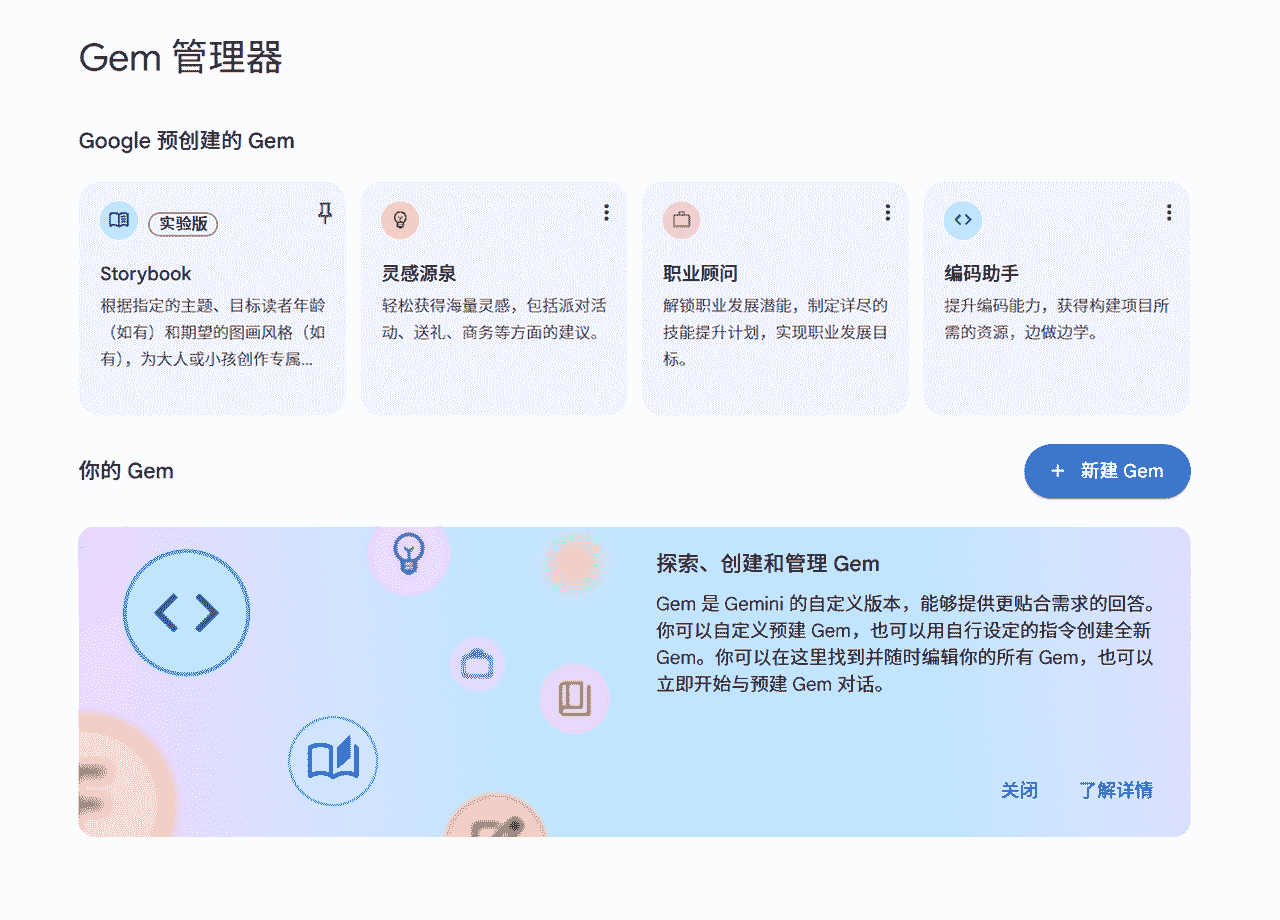 Gem 管理器
Google 预创建的 Gem
实验版
Storybook
根据指定的主题、目标读者年龄
（如有）和期望的图画风格（如
有），为大人或小孩创作专属...
灵感源泉
轻松获得海量灵感，包括派对活
动、送礼、商务等方面的建议。
职业顾问
解锁职业发展潜能，制定详尽的
技能提升计划，实现职业发展目
标。
编码助手
提升编码能力，获得构建项目所
需的资源，边做边学。
你的 Gem
+ 新建 Gem
探索、创建和管理 Gem
Gem 是 Gemini 的自定义版本，能够提供更贴合需求的回答。
你可以自定义预建 Gem，也可以用自行设定的指令创建全新
Gem。你可以在这里找到并随时编辑你的所有 Gem，也可以
立即开始与预建 Gem 对话。
关闭 了解详情